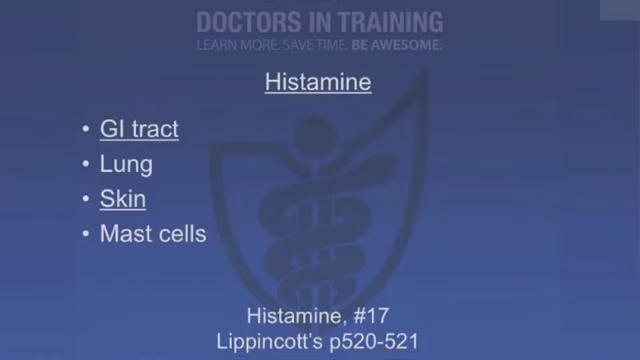 DOCTORS IN TRAINING
LEARN MORE. SAVE TIME. BE AWESOME.
Histamine
• GI tract
• Lung
• Skin
• Mast cells
Histamine, #17
Lippincott's p520-521